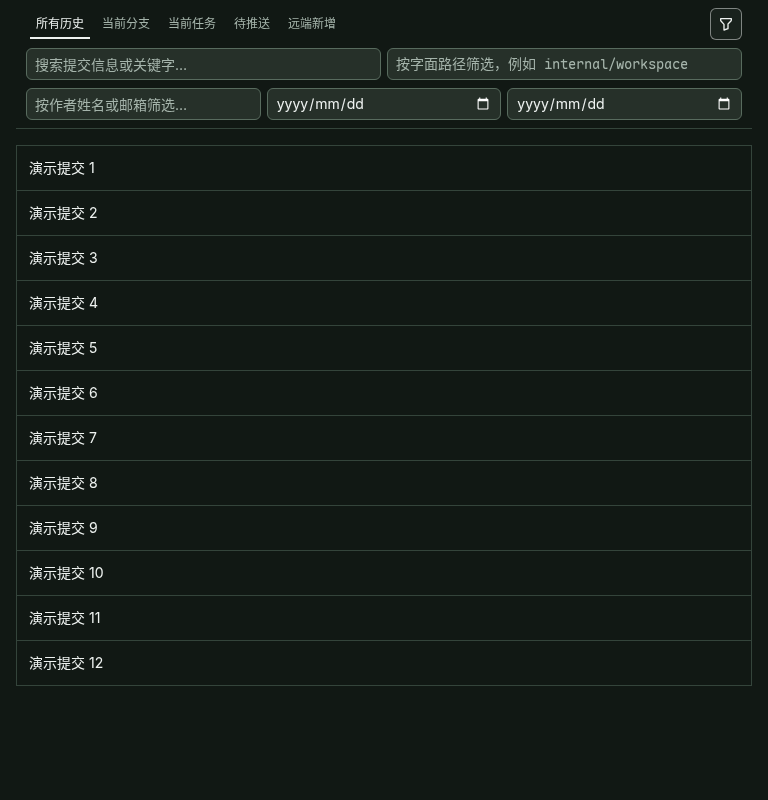 所有历史 当前分支 当前任务 待推送 远端新增
搜索提交信息或关键字... 按字面路径筛选，例如 internal/workspace
按作者姓名或邮箱筛选... yyyy/mm/dd yyyy/mm/dd
演示提交 1
演示提交 2
演示提交 3
演示提交 4
演示提交 5
演示提交 6
演示提交 7
演示提交 8
演示提交 9
演示提交 10
演示提交 11
演示提交 12